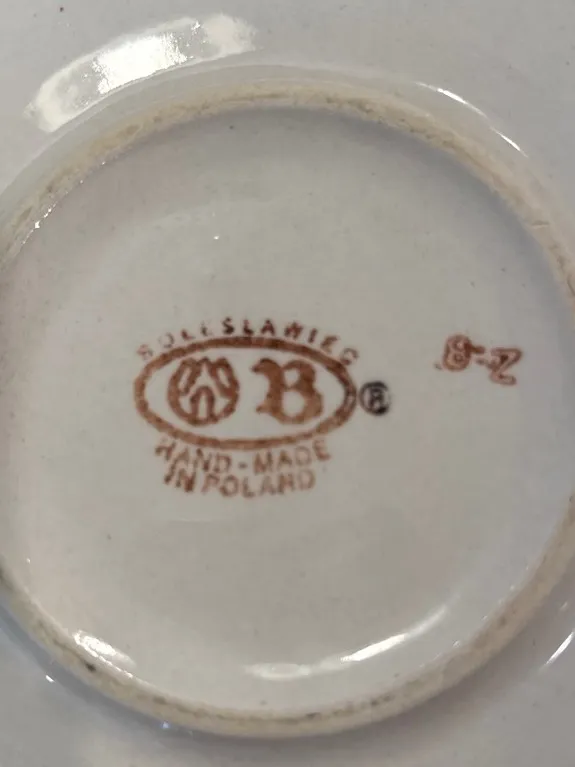 BOLESLAWIEC
B
®
HAND-MADE
IN POLAND